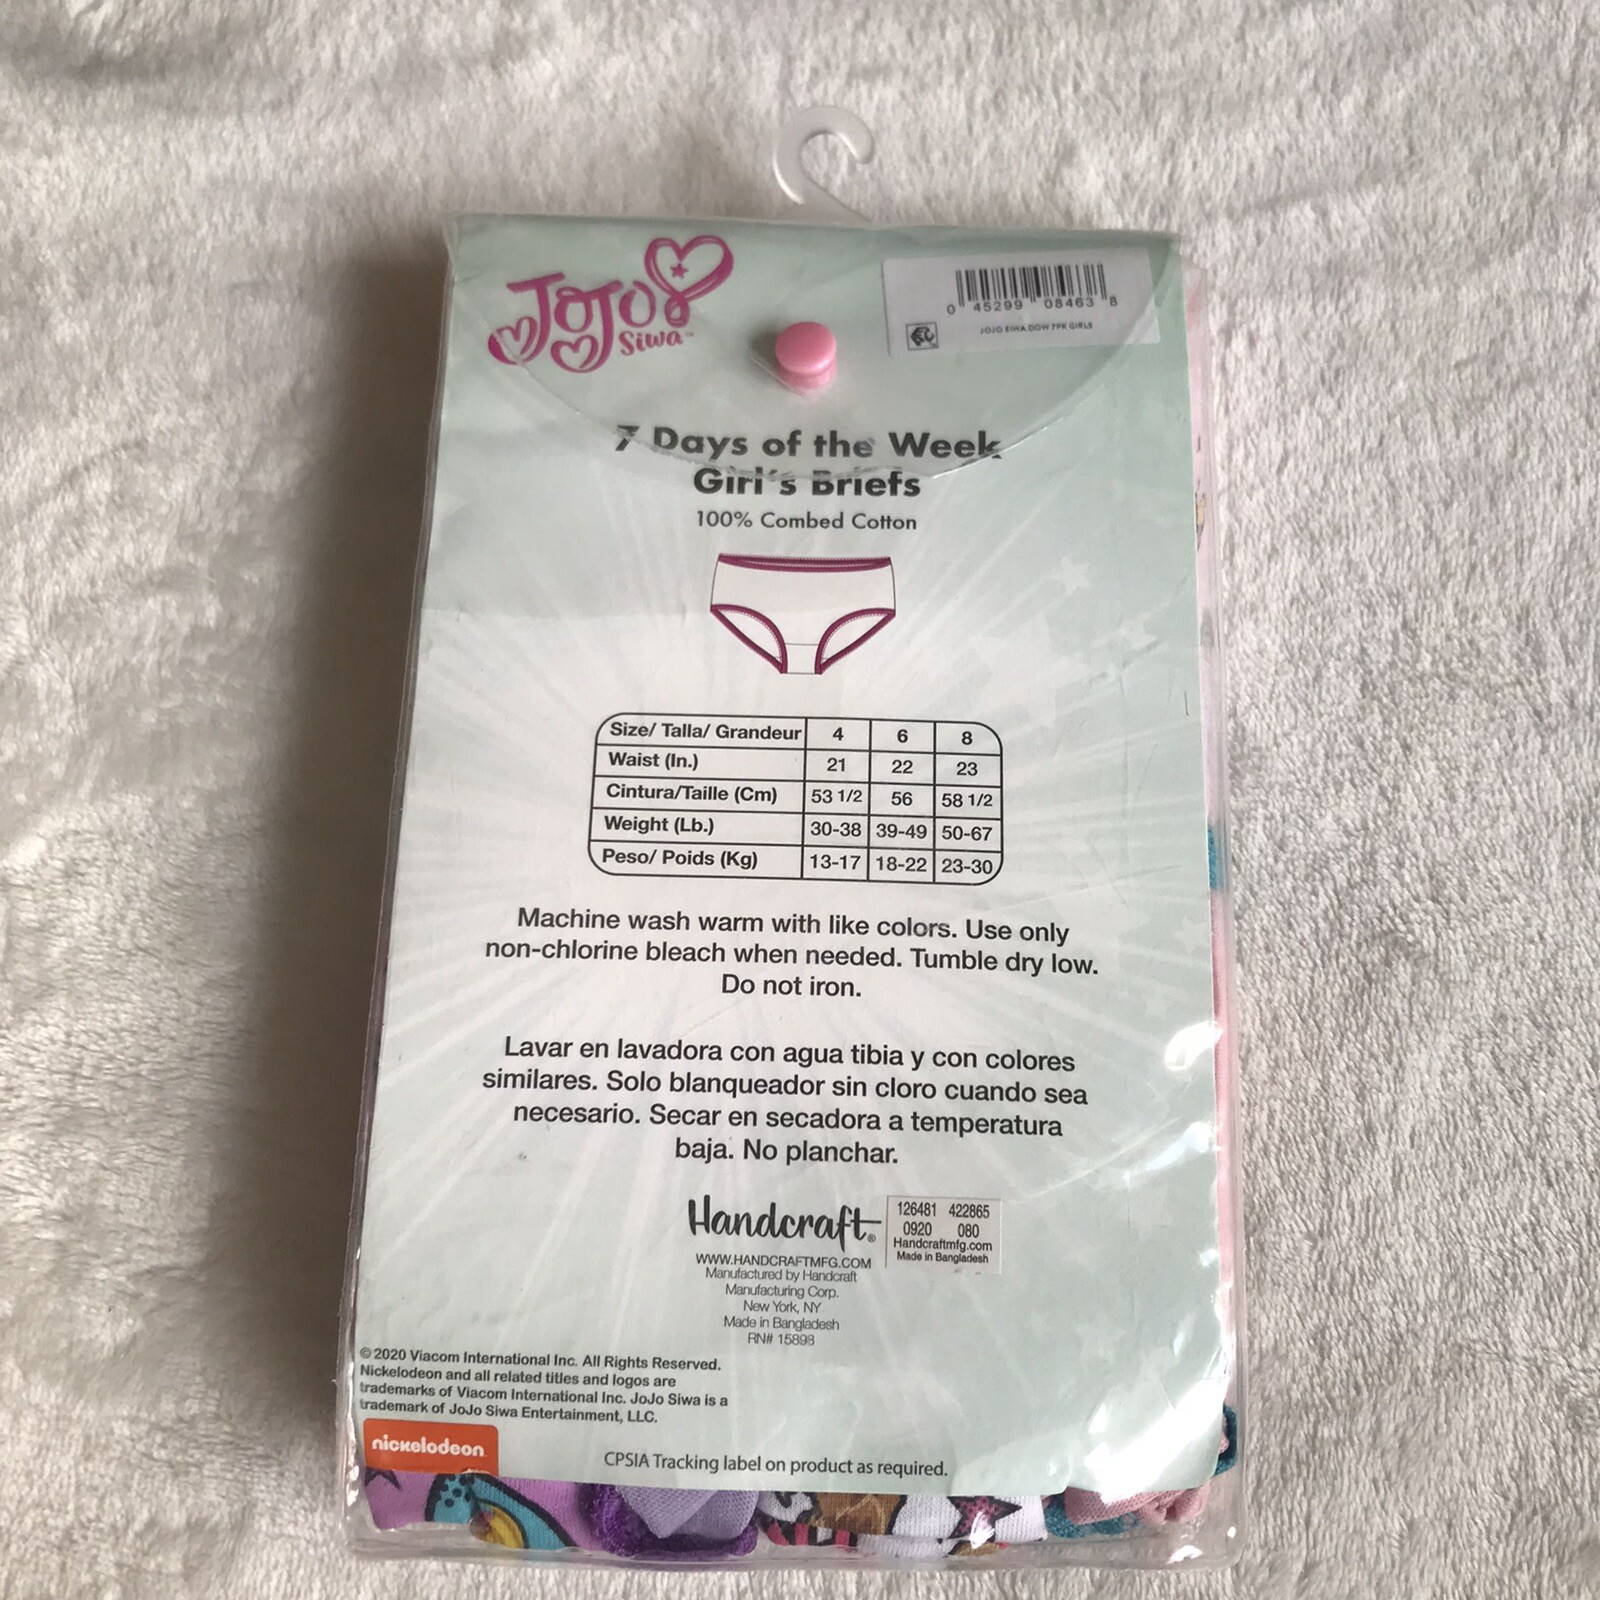 JoJo
Siwa™
0 45299 08463 8
JOJO SIWA DOW 7PK GIRLS
7 Days of the Week
Girl's Briefs
100% Combed Cotton
Size/ Talla/ Grandeur 4 6 8
Waist (In.) 21 22 23
Cintura/Taille (Cm) 53 1/2 56 58 1/2
Weight (Lb.) 30-38 39-49 50-67
Peso/ Poids (Kg) 13-17 18-22 23-30
Machine wash warm with like colors. Use only
non-chlorine bleach when needed. Tumble dry low.
Do not iron.
Lavar en lavadora con agua tibia y con colores
similares. Solo blanqueador sin cloro cuando sea
necesario. Secar en secadora a temperatura
baja. No planchar.
Handcraft®
WWW.HANDCRAFTMFG.COM
Manufactured by Handcraft
Manufacturing Corp.
New York, NY
Made in Bangladesh
RN# 15893
126481 422865
0920 080
Handcraftmfg.com
Made in Bangladesh
© 2020 Viacom International Inc. All Rights Reserved.
Nickelodeon and all related titles and logos are
trademarks of Viacom International Inc. JoJo Siwa is a
trademark of JoJo Siwa Entertainment, LLC.
nickelodeon
CPSIA Tracking label on product as required.